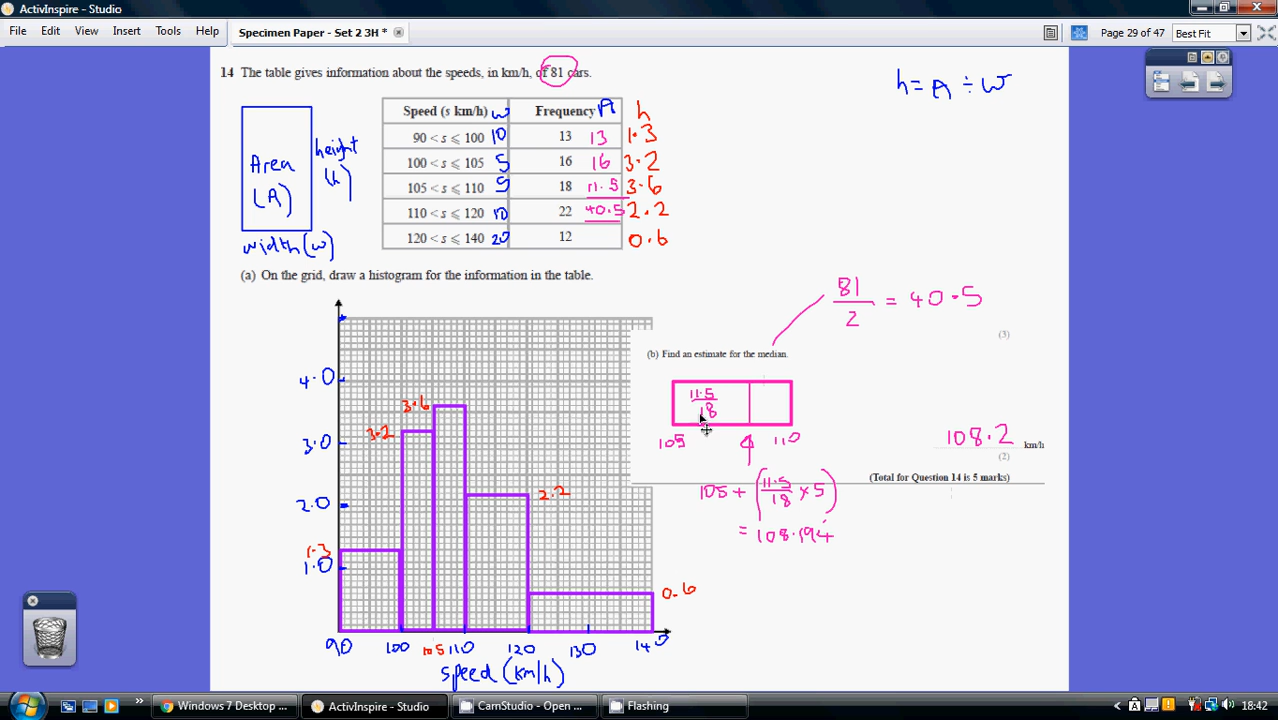 ActivInspire - Studio
File Edit View Insert Tools Help
Specimen Paper - Set 2 3H *
Page 29 of 47
Best Fit
14 The table gives information about the speeds, in km/h, of 81 cars.
h = A ÷ w
Area
(A)
height
(h)
width (w)
Speed (s km/h) w Frequency A h
90 < s ⩽ 100 10 13 13 1.3
100 < s ⩽ 105 5 16 16 3.2
105 < s ⩽ 110 5 18 11.5 3.6
110 < s ⩽ 120 10 22 40.5 2.2
120 < s ⩽ 140 20 12 0.6
(a) On the grid, draw a histogram for the information in the table.
81
2
= 40.5
(3)
(b) Find an estimate for the median.
11.5
18
105 110
108.2 km/h
(2)
(Total for Question 14 is 5 marks)
105 + (11.5/18 × 5)
= 108.194
4.0
3.0
2.0
1.0
1.3
3.2
3.6
2.2
0.6
90 100 105 110 120 130 140
speed (km/h)
Windows 7 Desktop ...
ActivInspire - Studio
CamStudio - Open ...
Flashing
18:42